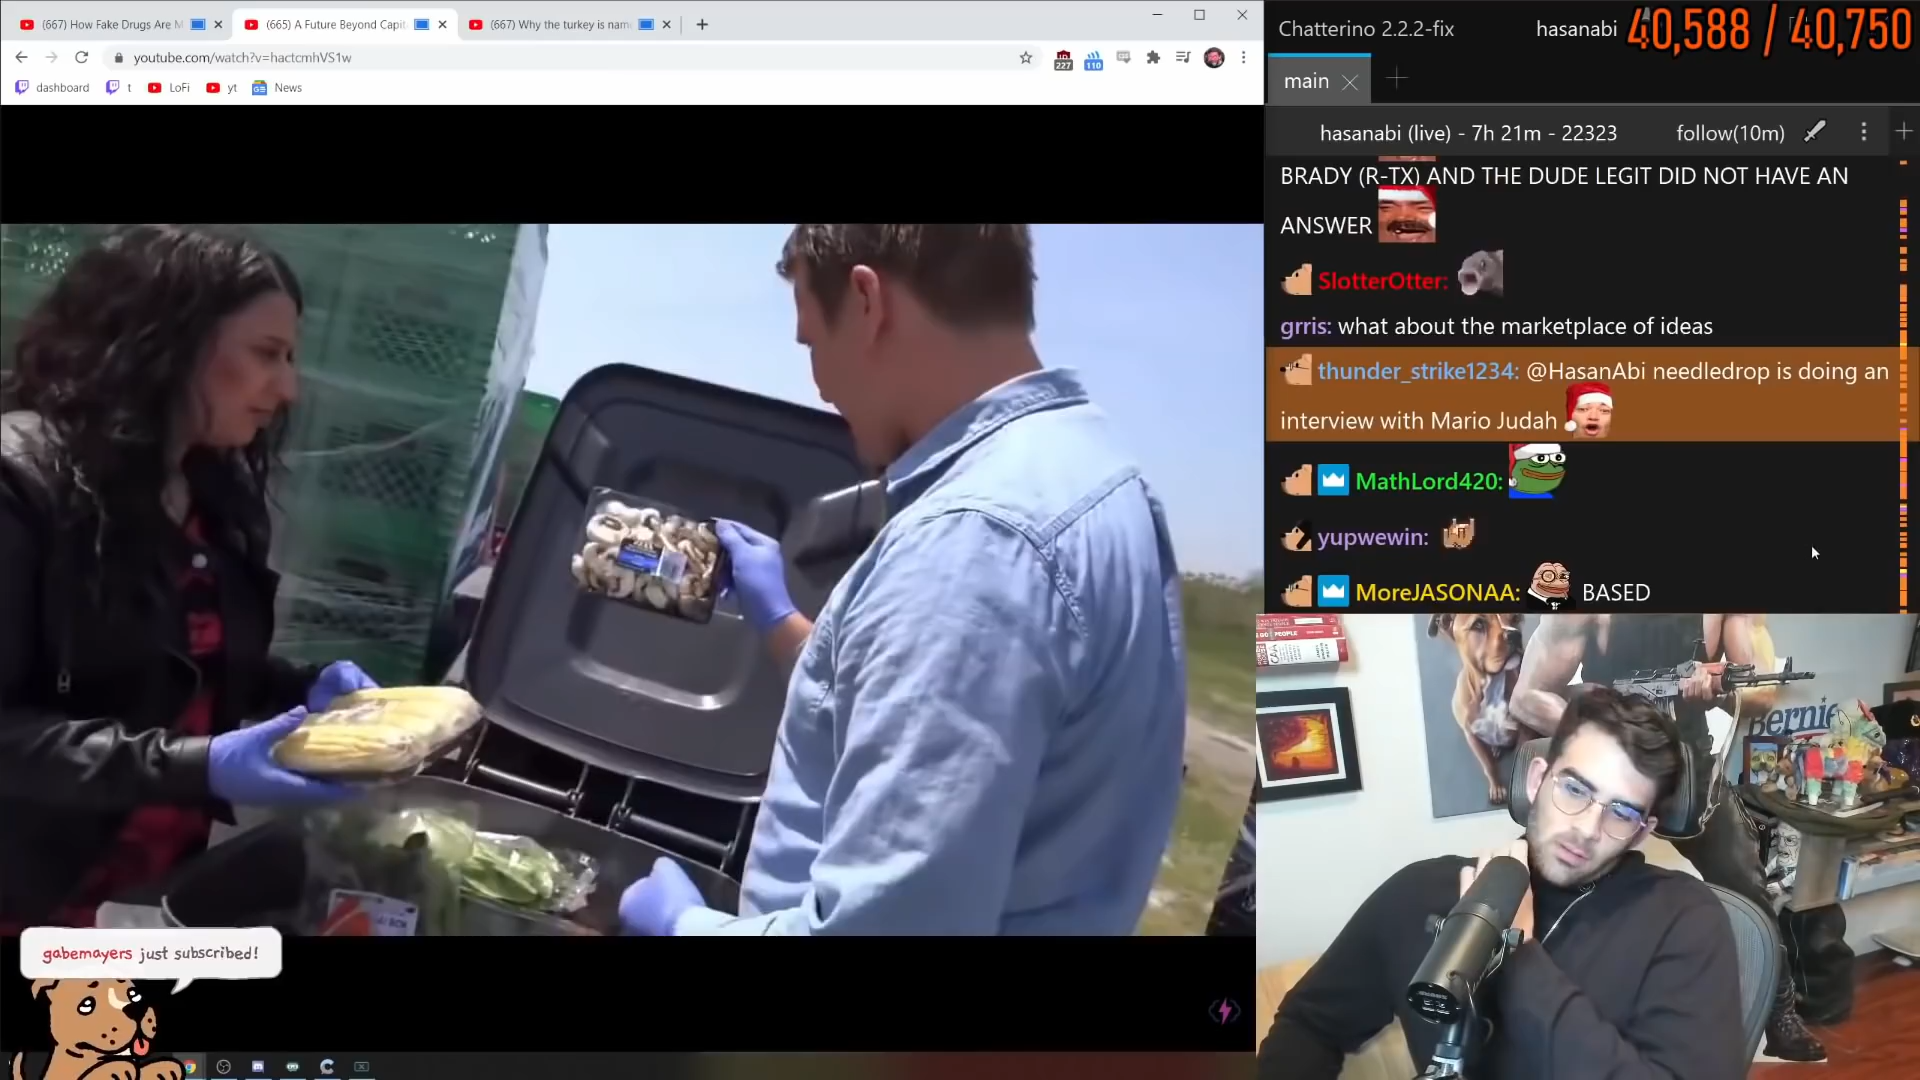 (667) How Fake Drugs Are M
(665) A Future Beyond Capit
(667) Why the turkey is nam
youtube.com/watch?v=hactcmhVS1w
227
110
dashboard
t
LoFi
yt
News
Chatterino 2.2.2-fix
hasanabi
40,588 / 40,750
main
hasanabi (live) - 7h 21m - 22323
follow(10m)
BRADY (R-TX) AND THE DUDE LEGIT DID NOT HAVE AN
ANSWER
SlotterOtter:
grris: what about the marketplace of ideas
thunder_strike1234: @HasanAbi needledrop is doing an
interview with Mario Judah
MathLord420:
yupwewin:
MoreJASONAA: BASED
PEOPLE
Bernie
gabemayers just subscribed!